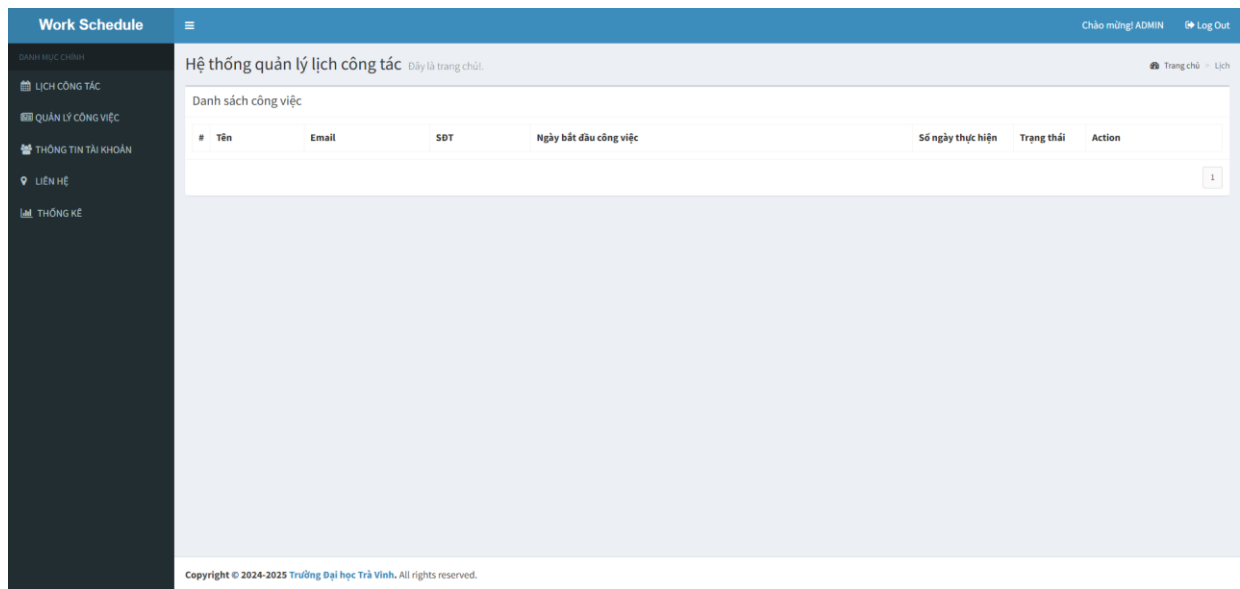 Work Schedule
Chào mừng! ADMIN Log Out
DANH MỤC CHÍNH
LỊCH CÔNG TÁC
QUẢN LÝ CÔNG VIỆC
THÔNG TIN TÀI KHOẢN
LIÊN HỆ
THỐNG KÊ
Hệ thống quản lý lịch công tác Đây là trang chủ!.
Trang chủ - Lịch
Danh sách công việc
# Tên Email SĐT Ngày bắt đầu công việc Số ngày thực hiện Trạng thái Action
1
Copyright © 2024-2025 Trường Đại học Trà Vinh. All rights reserved.